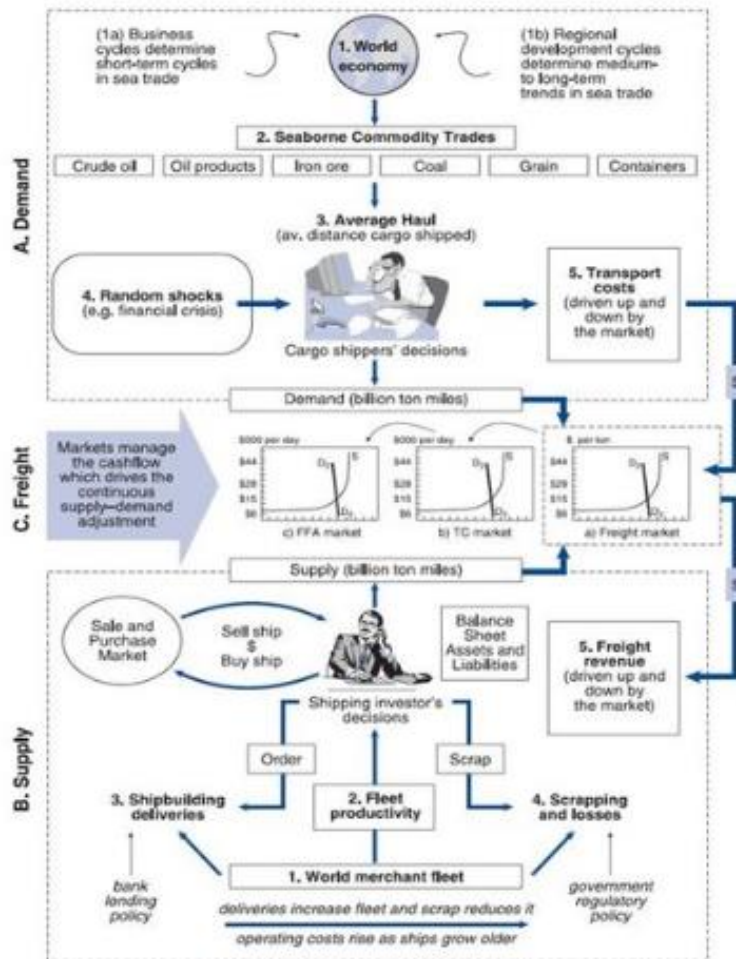 (1a) Business
cycles determine
short-term cycles
in sea trade
1. World
economy
(1b) Regional
development cycles
determine medium-
to long-term
trends in sea trade
2. Seaborne Commodity Trades
Crude oil
Oil products
Iron ore
Coal
Grain
Containers
A. Demand
3. Average Haul
(av. distance cargo shipped)
4. Random shocks
(e.g. financial crisis)
Cargo shippers' decisions
5. Transport
costs
(driven up and
down by
the market)
Demand (billion ton miles)
C. Freight
Markets manage
the cashflow
which drives the
continuous
supply–demand
adjustment
$000 per day
$44
$29
$15
$6
S
c) FFA market
$000 per day
$44
$29
$15
$6
S
b) TC market
$. per ton
$44
$29
$15
$6
S
a) Freight market
Supply (billion ton miles)
B. Supply
Sale and
Purchase
Market
Sell ship
$
Buy ship
Shipping investor's
decisions
Balance
Sheet
Assets and
Liabilities
5. Freight
revenue
(driven up and
down by
the market)
Order
Scrap
3. Shipbuilding
deliveries
2. Fleet
productivity
4. Scrapping
and losses
bank
lending
policy
1. World merchant fleet
government
regulatory
policy
deliveries increase fleet and scrap reduces it
operating costs rise as ships grow older